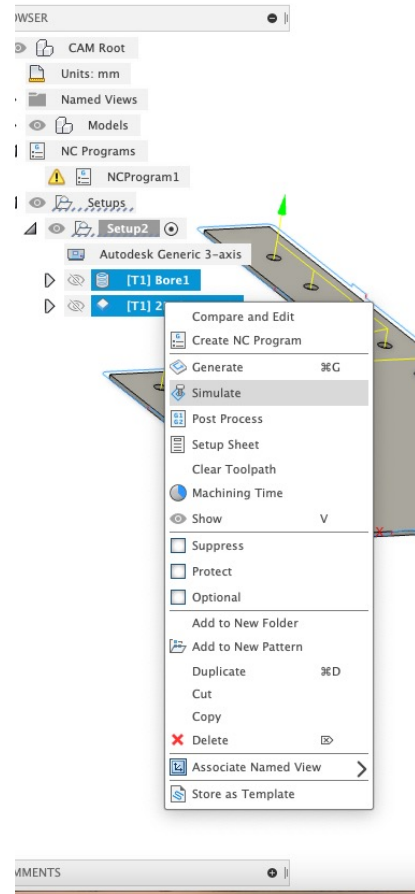 OWSER
CAM Root
Units: mm
Named Views
Models
NC Programs
NCProgram1
Setups
Setup2
Autodesk Generic 3-axis
[T1] Bore1
[T1] 2
Compare and Edit
Create NC Program
Generate ⌘G
Simulate
G1 G2 Post Process
Setup Sheet
Clear Toolpath
Machining Time
Show V
Suppress
Protect
Optional
Add to New Folder
Add to New Pattern
Duplicate ⌘D
Cut
Copy
Delete ⌦
Associate Named View
Store as Template
MMENTS